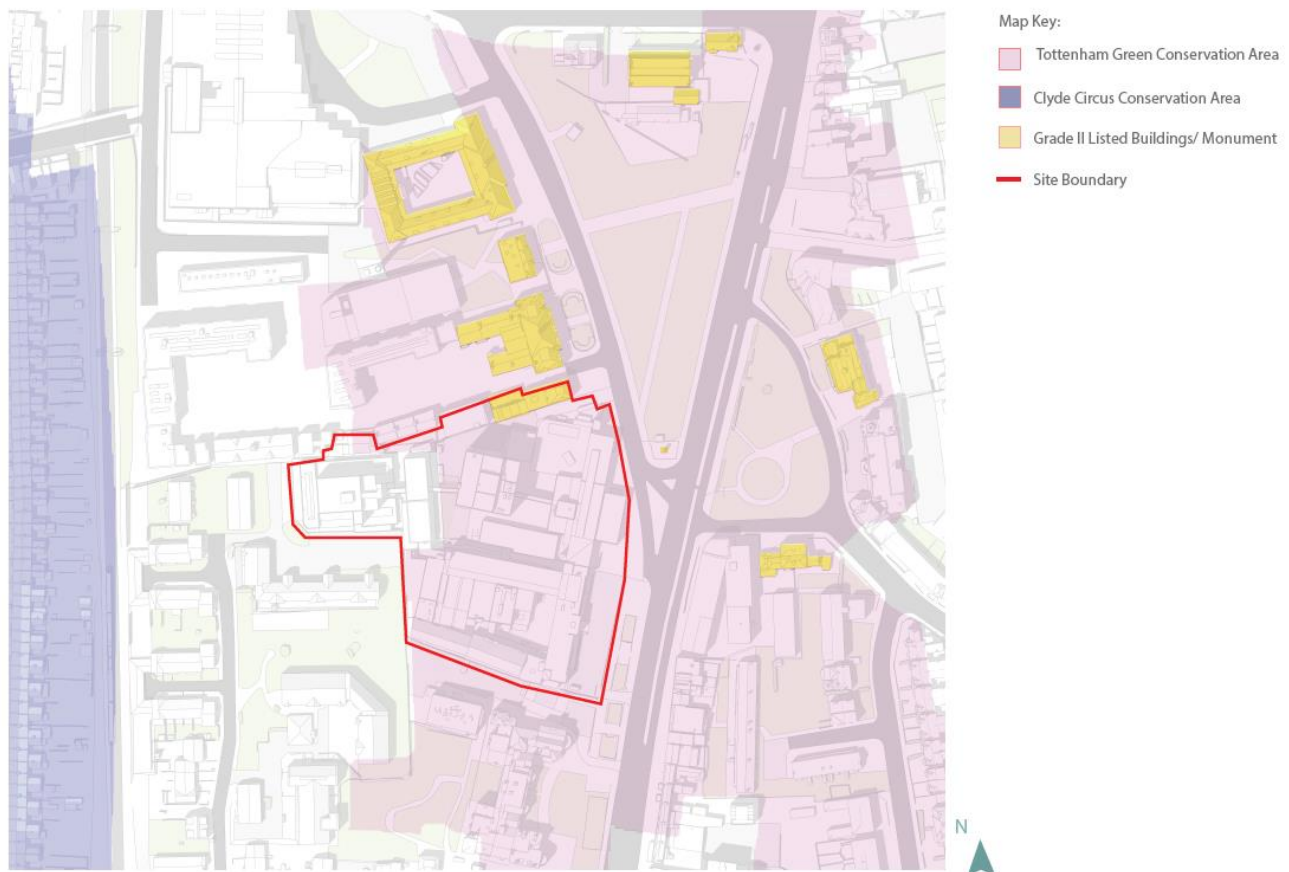 Map Key:
Tottenham Green Conservation Area
Clyde Circus Conservation Area
Grade II Listed Buildings/ Monument
Site Boundary
N